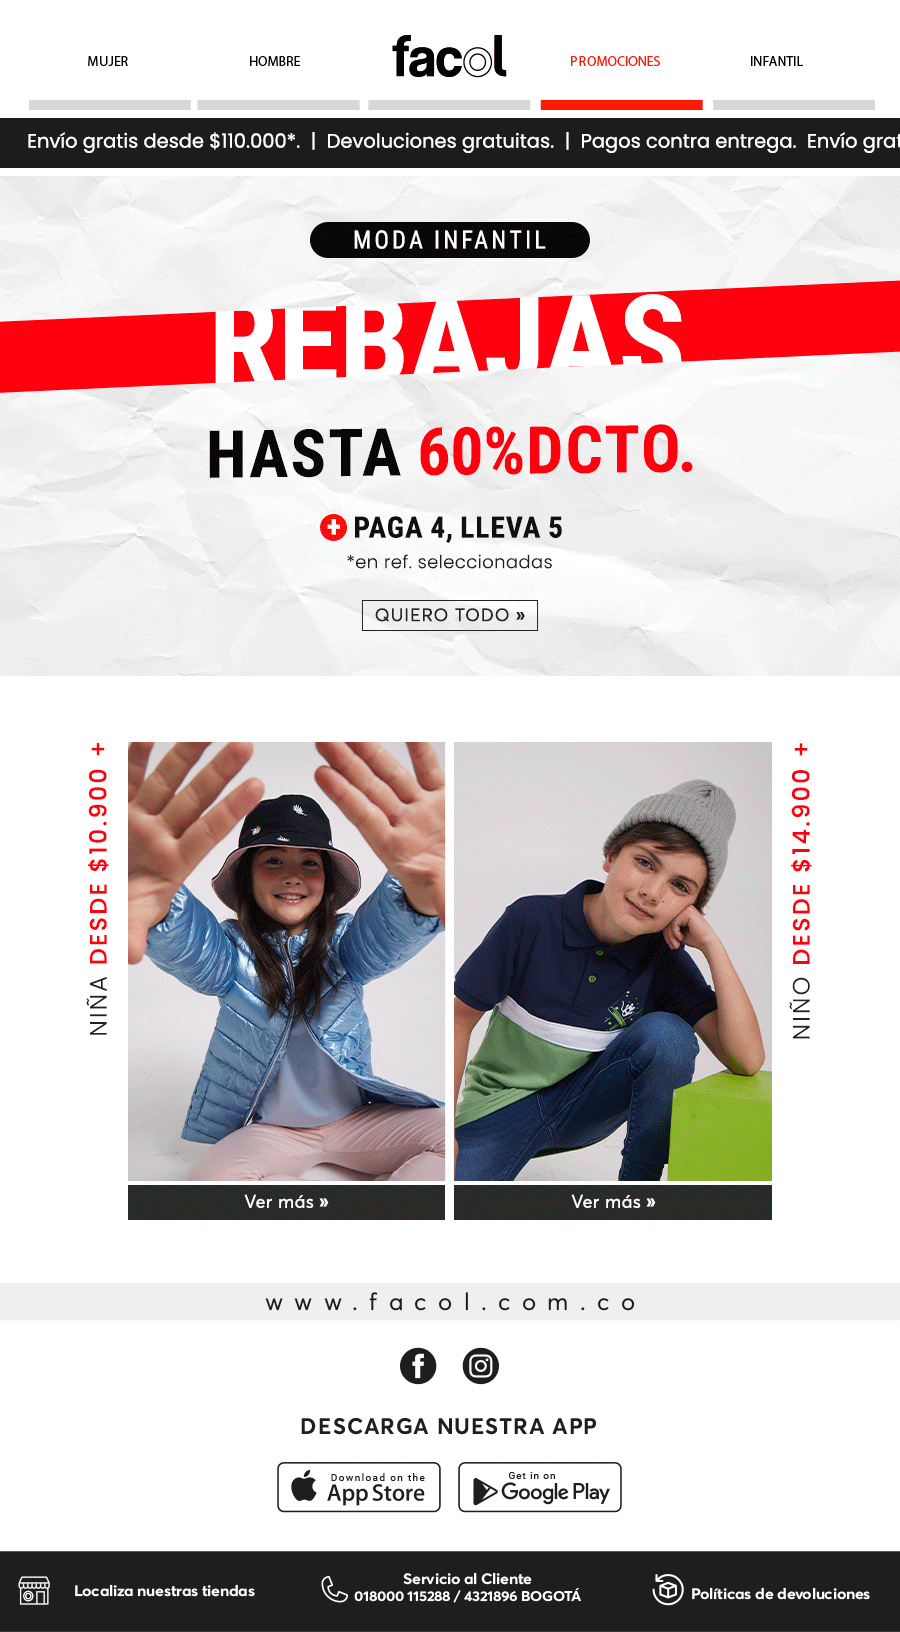 MUJER
HOMBRE
facol
PROMOCIONES
INFANTIL
Envío gratis desde $110.000*. | Devoluciones gratuitas. | Pagos contra entrega. Envío grat
MODA INFANTIL
REBAJAS
HASTA 60%DCTO.
+ PAGA 4, LLEVA 5
*en ref. seleccionadas
QUIERO TODO »
NIÑA DESDE $10.900 +
NIÑO DESDE $14.900 +
Ver más »
Ver más »
www.facol.com.co
DESCARGA NUESTRA APP
Download on the
App Store
Get in on
Google Play
Localiza nuestras tiendas
Servicio al Cliente
018000 115288 / 4321896 BOGOTÁ
Políticas de devoluciones